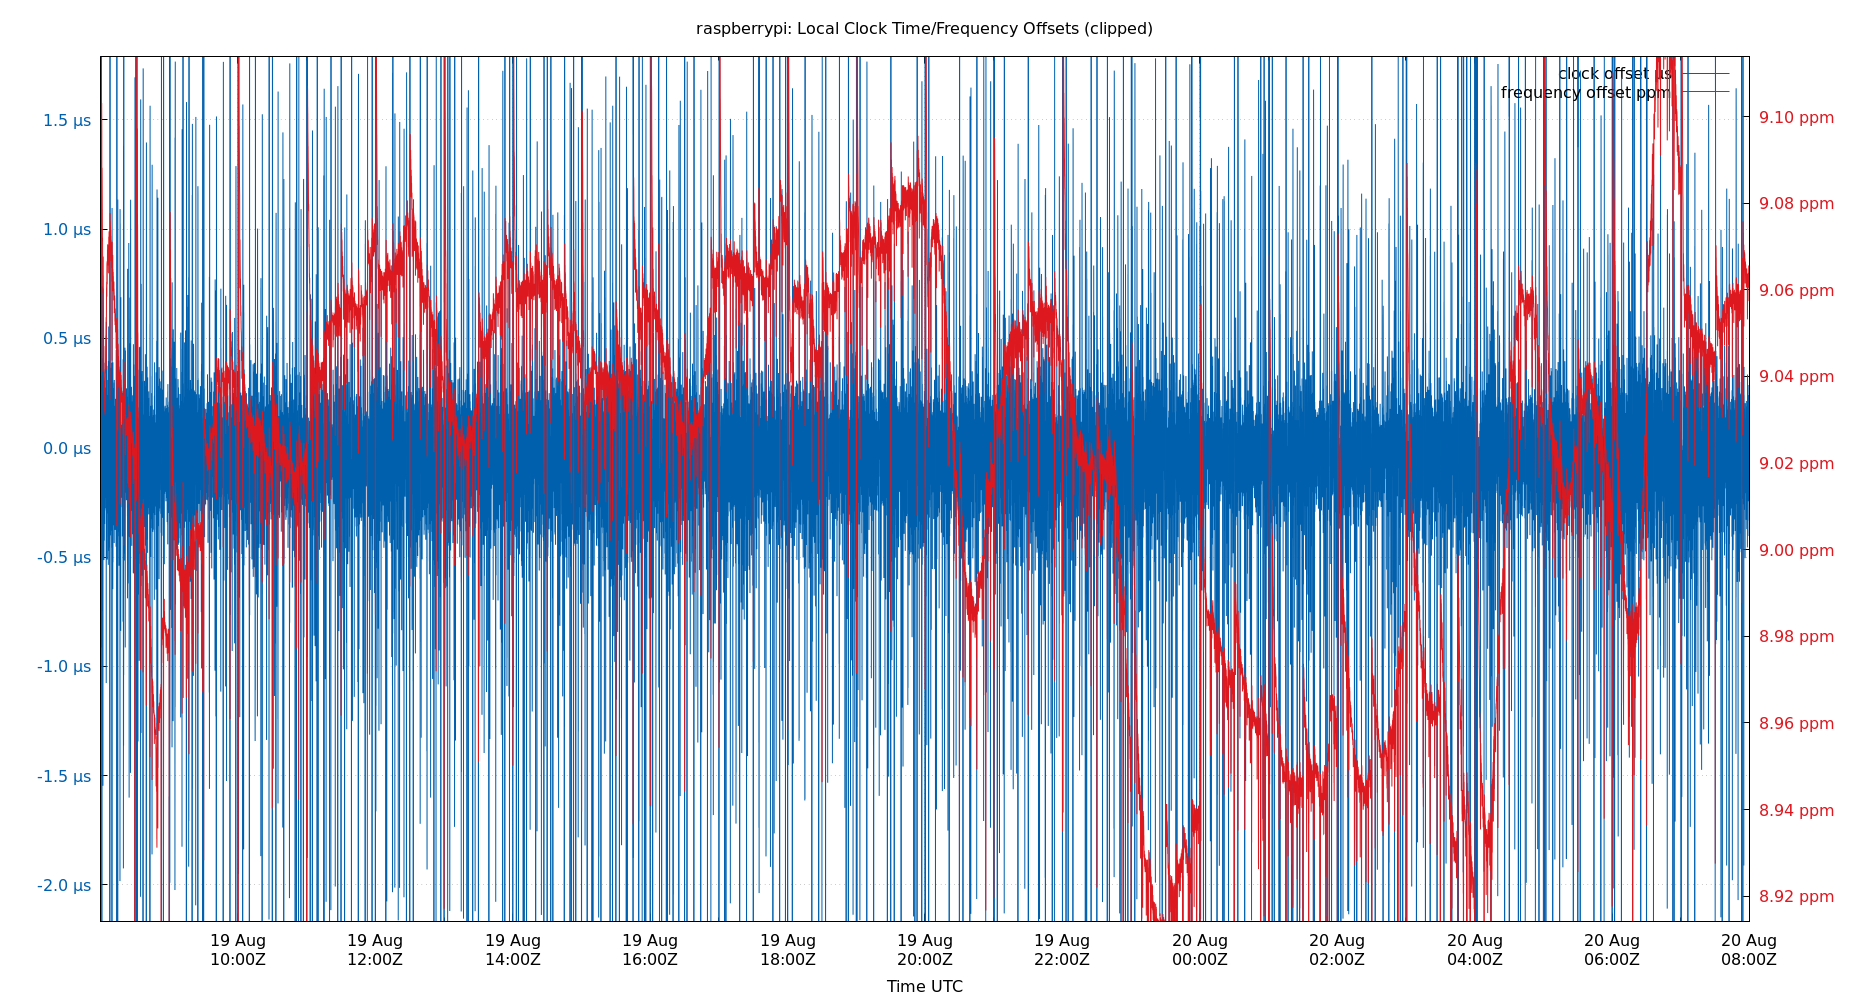 raspberrypi: Local Clock Time/Frequency Offsets (clipped)
clock offset µs
frequency offset ppm
1.5 µs
1.0 µs
0.5 µs
0.0 µs
-0.5 µs
-1.0 µs
-1.5 µs
-2.0 µs
9.10 ppm
9.08 ppm
9.06 ppm
9.04 ppm
9.02 ppm
9.00 ppm
8.98 ppm
8.96 ppm
8.94 ppm
8.92 ppm
19 Aug
10:00Z
19 Aug
12:00Z
19 Aug
14:00Z
19 Aug
16:00Z
19 Aug
18:00Z
19 Aug
20:00Z
19 Aug
22:00Z
20 Aug
00:00Z
20 Aug
02:00Z
20 Aug
04:00Z
20 Aug
06:00Z
20 Aug
08:00Z
Time UTC